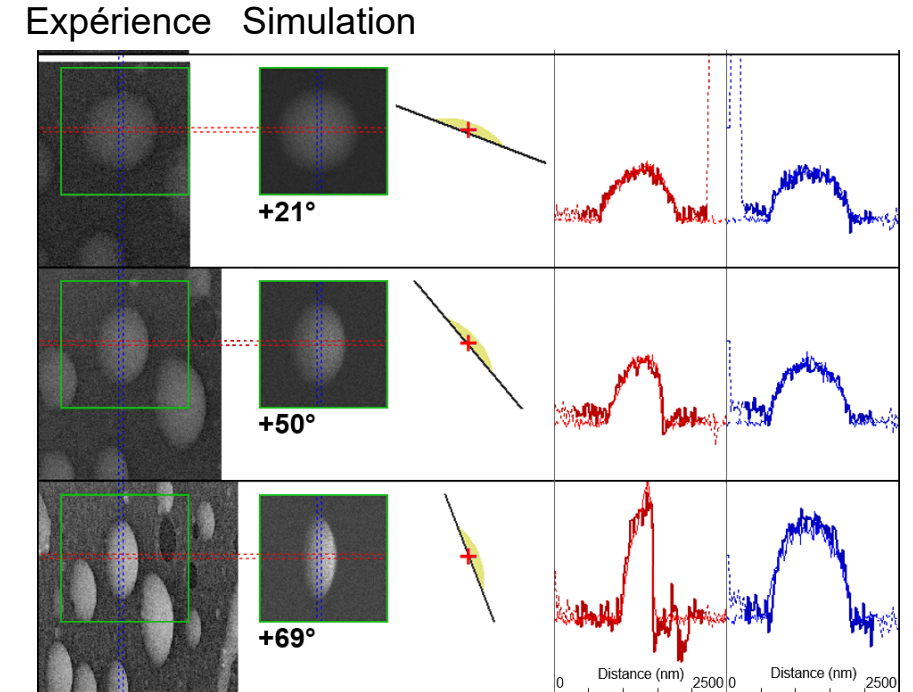 Expérience Simulation
+21°
+50°
+69°
Distance (nm) Distance (nm)
0 2500 0 2500